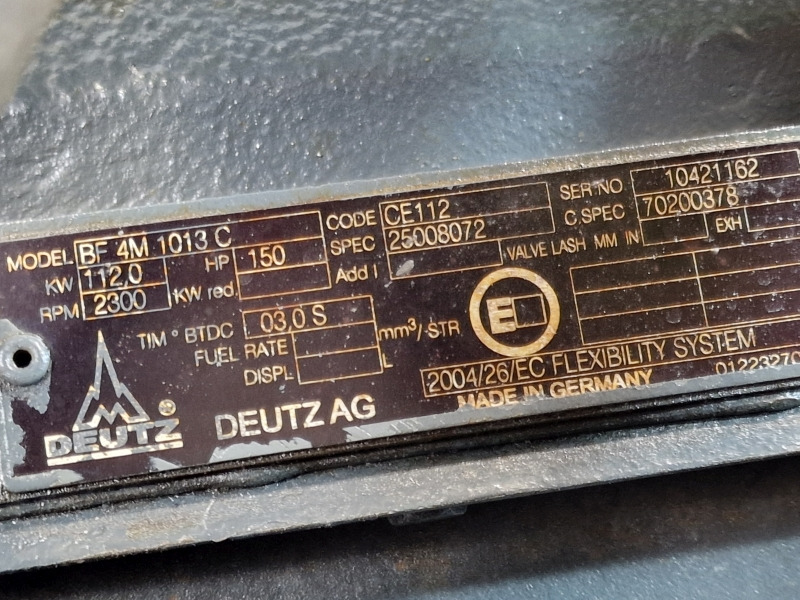 MODEL BF 4M 1013 C CODE CE112 SER NO 10421162
KW 112,0 HP 150 SPEC 25008072 C.SPEC 70200378
RPM 2300 KW red. Add I VALVE LASH MM IN EXH
TIM ° BTDC 03,0 S
FUEL RATE mm³/STR
DISPL L
E
2004/26/EC FLEXIBILITY SYSTEM
DEUTZ ® DEUTZ AG MADE IN GERMANY 01223270